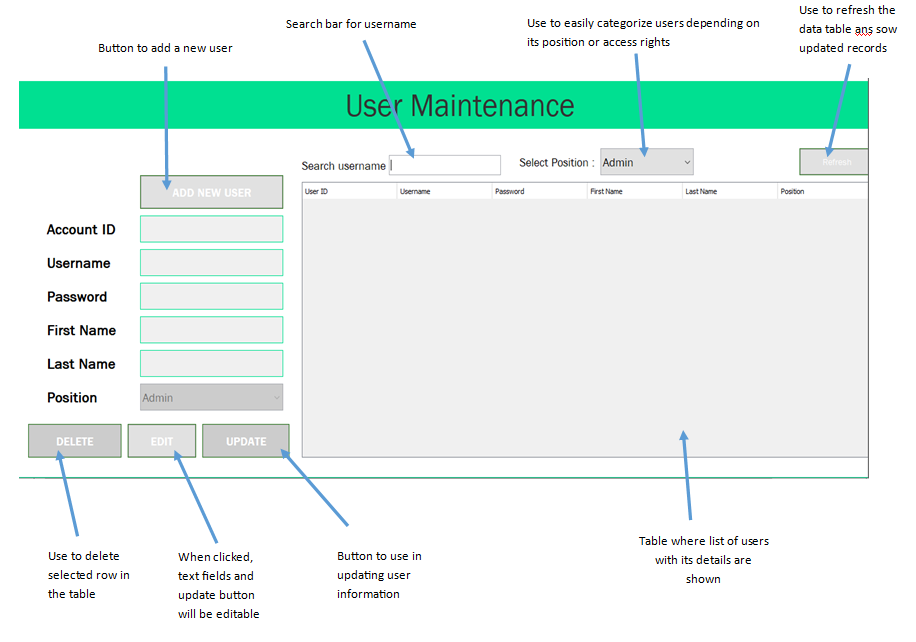 Use to refresh the
data table ans sow
updated records
Search bar for username
Use to easily categorize users depending on
its position or access rights
Button to add a new user
User Maintenance
Search username
Select Position :
Admin
Refresh
ADD NEW USER
User ID
Username
Password
First Name
Last Name
Position
Account ID
Username
Password
First Name
Last Name
Position
Admin
DELETE
EDIT
UPDATE
Use to delete
selected row in
the table
When clicked,
text fields and
update button
will be editable
Button to use in
updating user
information
Table where list of users
with its details are
shown